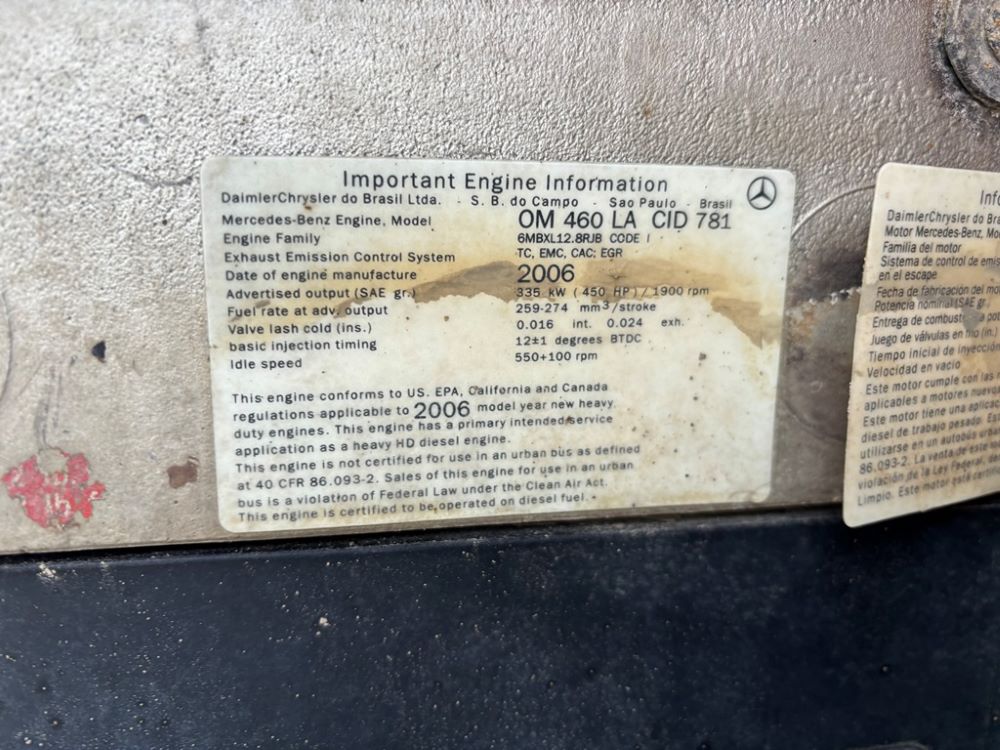 Important Engine Information
DaimlerChrysler do Brasil Ltda. - S. B. do Campo - Sao Paulo - Brasil
Mercedes-Benz Engine, Model OM 460 LA CID 781
Engine Family 6MBXL12.8RJB CODE I
Exhaust Emission Control System TC, EMC, CAC; EGR
Date of engine manufacture 2006
Advertised output (SAE gr.) 335 kW (450 HP) / 1900 rpm
Fuel rate at adv. output 259-274 mm³/stroke
Valve lash cold (ins.) 0.016 int. 0.024 exh.
basic injection timing 12±1 degrees BTDC
Idle speed 550+100 rpm
This engine conforms to US. EPA, California and Canada
regulations applicable to 2006 model year new heavy
duty engines. This engine has a primary intended service
application as a heavy HD diesel engine.
This engine is not certified for use in an urban bus as defined
at 40 CFR 86.093-2. Sales of this engine for use in an urban
bus is a violation of Federal Law under the Clean Air Act.
This engine is certified to be operated on diesel fuel.
DaimlerChrysler do
Motor Mercedes-Benz,
Familia del motor
Sistema de control de
en el escape
Fecha de fabricación del
Potencia nominal (SAE gr.
Entrega de
Juego de válvulas en
Tiempo inicial de inyección
Velocidad en vacio
Este motor cumple con las
aplicables a motores
Este motor tiene una
diesel de trabajo pesado.
utilizarse en un autobús
86.093-2. La venta de este
violación de la Ley Federal,
Limpio. Este motor está